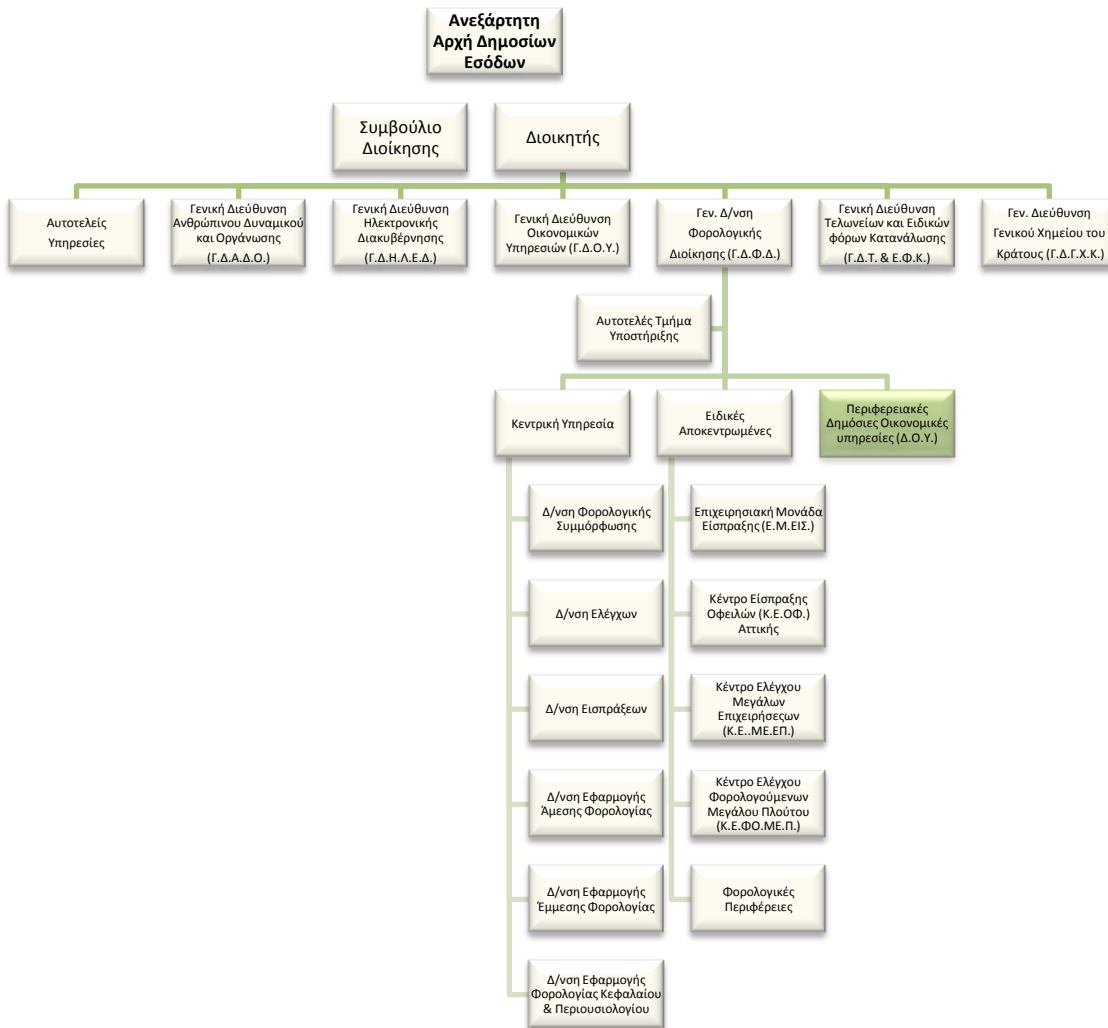 Ανεξάρτητη
Αρχή Δημοσίων
Εσόδων
Συμβούλιο
Διοίκησης
Διοικητής
Αυτοτελείς
Υπηρεσίες
Γενική Διεύθυνση
Ανθρώπινου Δυναμικού
και Οργάνωσης
(Γ.Δ.Α.Δ.Ο.)
Γενική Διεύθυνση
Ηλεκτρονικής
Διακυβέρνησης
(Γ.Δ.Η.Λ.Ε.Δ.)
Γενική Διεύθυνση
Οικονομικών
Υπηρεσιών (Γ.Δ.Ο.Υ.)
Γεν. Δ/νση
Φορολογικής
Διοίκησης (Γ.Δ.Φ.Δ.)
Γενική Διεύθυνση
Τελωνείων και Ειδικών
φόρων Κατανάλωσης
(Γ.Δ.Τ. & Ε.Φ.Κ.)
Γεν. Διεύθυνση
Γενικού Χημείου του
Κράτους (Γ.Δ.Γ.Χ.Κ.)
Αυτοτελές Τμήμα
Υποστήριξης
Κεντρική Υπηρεσία
Ειδικές
Αποκεντρωμένες
Περιφερειακές
Δημόσιες Οικονομικές
υπηρεσίες (Δ.Ο.Υ.)
Δ/νση Φορολογικής
Συμμόρφωσης
Δ/νση Ελέγχων
Δ/νση Εισπράξεων
Δ/νση Εφαρμογής
Άμεσης Φορολογίας
Δ/νση Εφαρμογής
Έμμεσης Φορολογίας
Δ/νση Εφαρμογής
Φορολογίας Κεφαλαίου
& Περιουσιολογίου
Επιχειρησιακή Μονάδα
Είσπραξης (Ε.Μ.ΕΙΣ.)
Κέντρο Είσπραξης
Οφειλών (Κ.Ε.ΟΦ.)
Αττικής
Κέντρο Ελέγχου
Μεγάλων
Επιχειρήσεςων
(Κ.Ε..ΜΕ.ΕΠ.)
Κέντρο Ελέγχου
Φορολογούμενων
Μεγάλου Πλούτου
(Κ.Ε.ΦΟ.ΜΕ.Π.)
Φορολογικές
Περιφέρειες